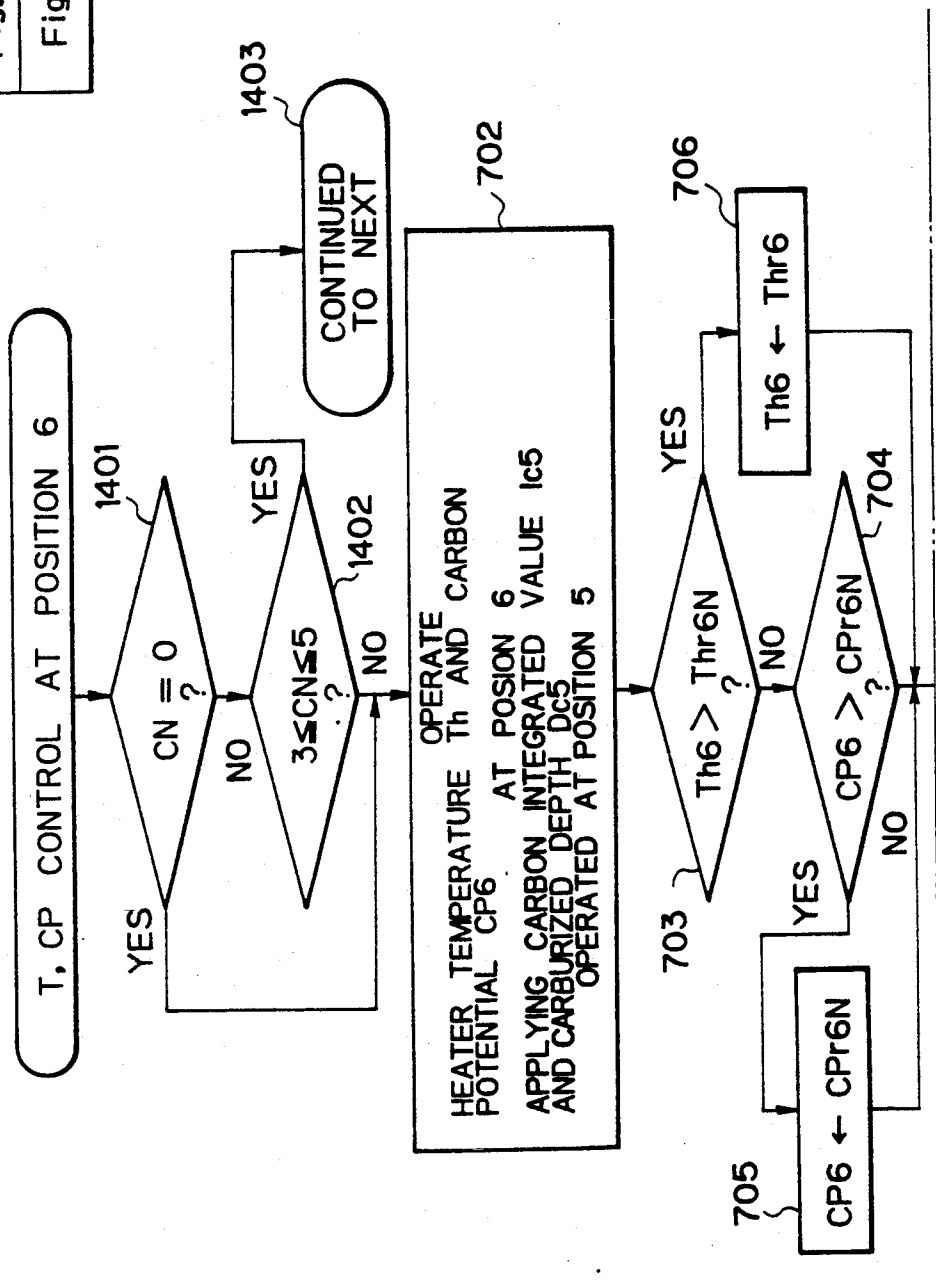 Fig
T, CP CONTROL AT POSITION 6
1401
CN = 0
?
YES
NO
3≦CN≦5
?
1402
YES
NO
1403
CONTINUED
TO NEXT
702
OPERATE
HEATER TEMPERATURE Th AND CARBON
POTENTIAL CP6
AT POSION 6
APPLYING CARBON INTEGRATED VALUE Ic5
AND CARBURIZED DEPTH Dc5
OPERATED AT POSITION 5
703
Th6 > Thr6N
?
YES
NO
706
Th6 ← Thr6
704
CP6 > CPr6N
?
YES
NO
705
CP6 ← CPr6N